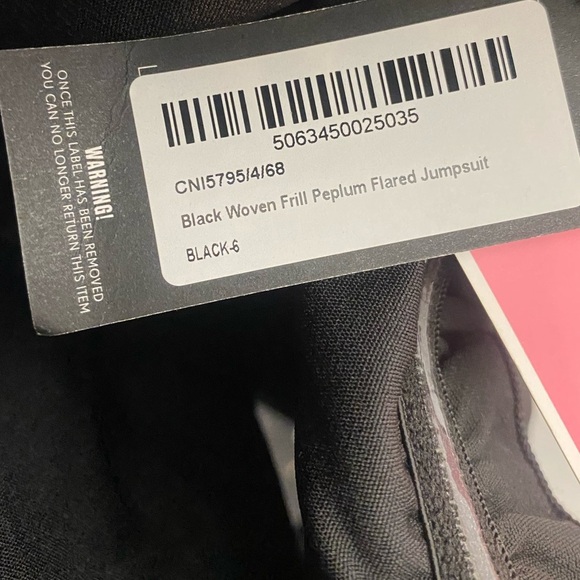 WARNING!
ONCE THIS LABEL HAS BEEN REMOVED
YOU CAN NO LONGER RETURN THIS ITEM
5063450025035
CNI5795/4/68
Black Woven Frill Peplum Flared Jumpsuit
BLACK-6